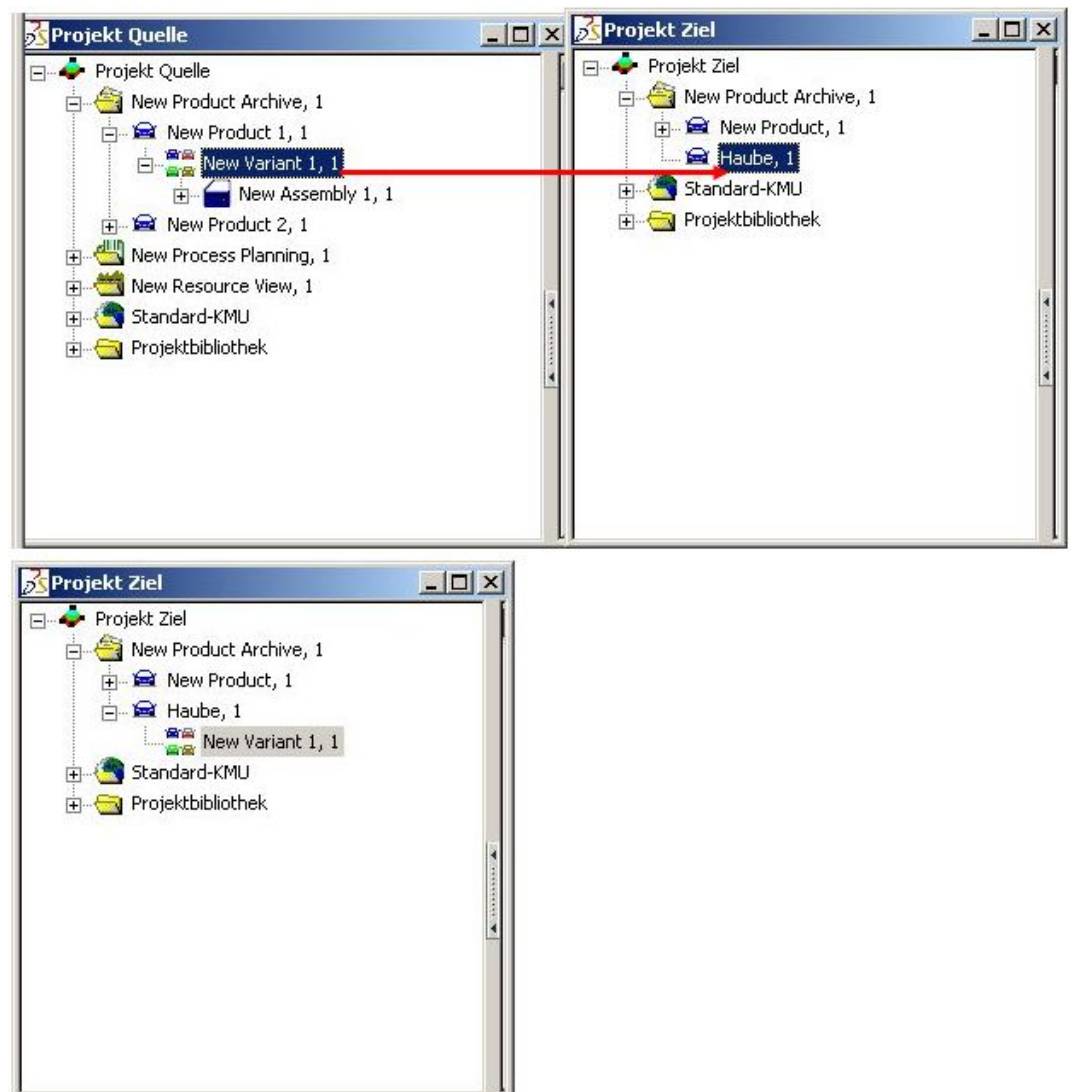 Projekt Quelle
Projekt Quelle
New Product Archive, 1
New Product 1, 1
New Variant 1, 1
New Assembly 1, 1
New Product 2, 1
New Process Planning, 1
New Resource View, 1
Standard-KMU
Projektbibliothek
Projekt Ziel
Projekt Ziel
New Product Archive, 1
New Product, 1
Haube, 1
Standard-KMU
Projektbibliothek
Projekt Ziel
Projekt Ziel
New Product Archive, 1
New Product, 1
Haube, 1
New Variant 1, 1
Standard-KMU
Projektbibliothek